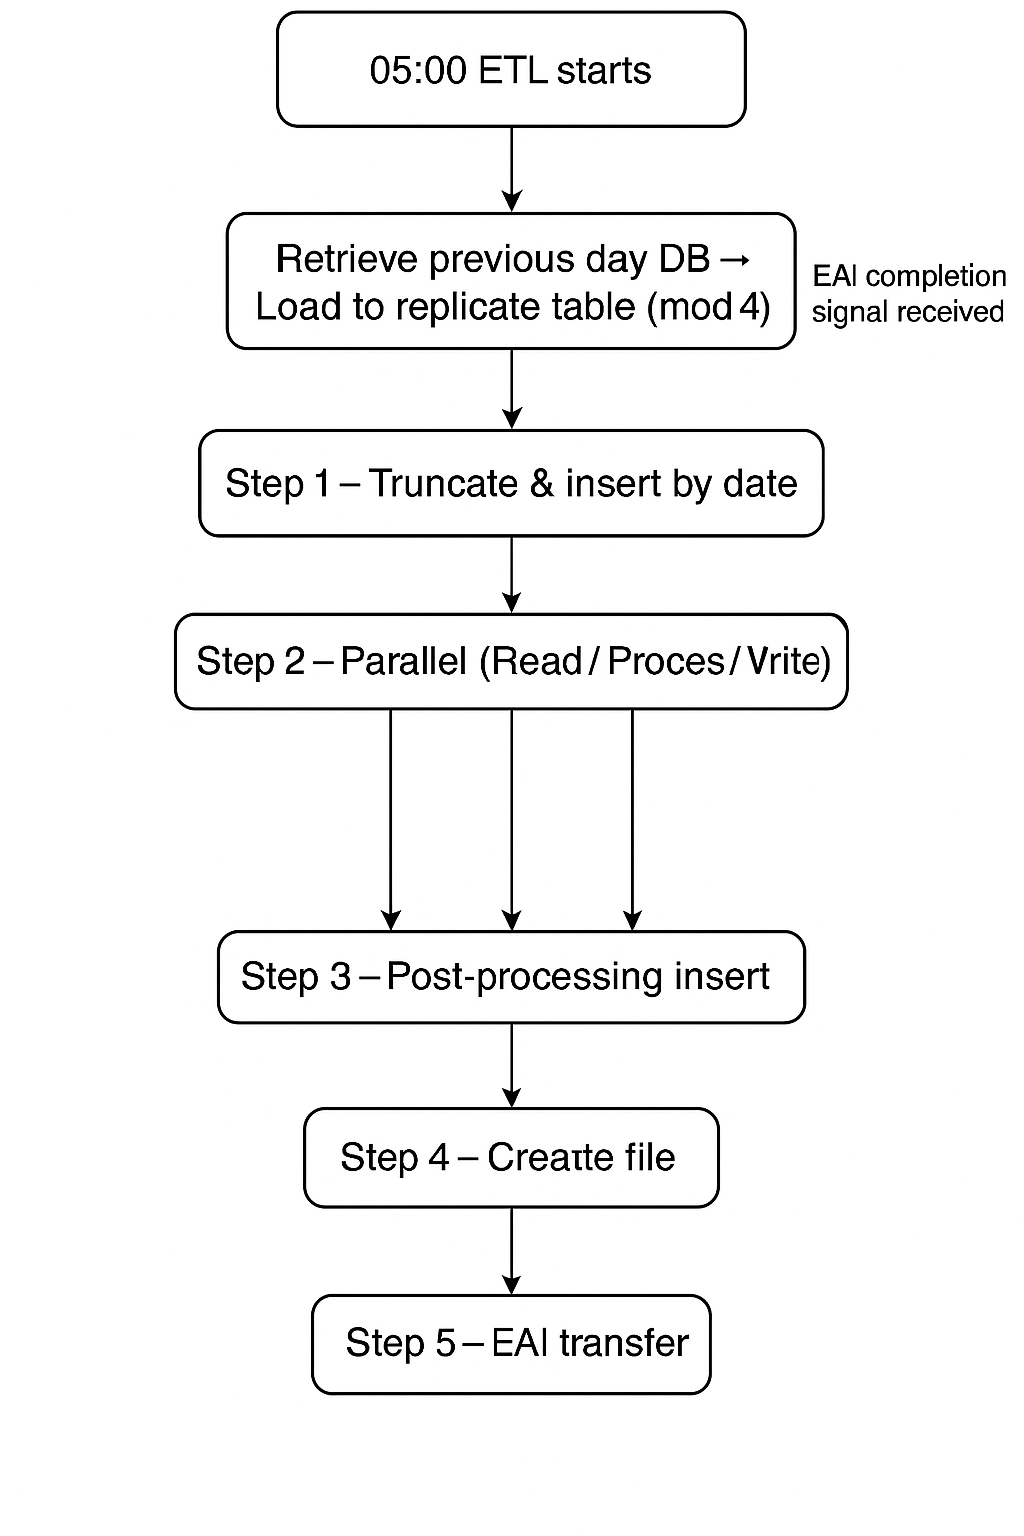 05:00 ETL starts
Retrieve previous day DB →
Load to replicate table (mod 4)
EAI completion
signal received
Step 1 – Truncate & insert by date
Step 2 – Parallel (Read / Proces / Vrite)
Step 3 – Post-processing insert
Step 4 – Creatte file
Step 5 – EAI transfer